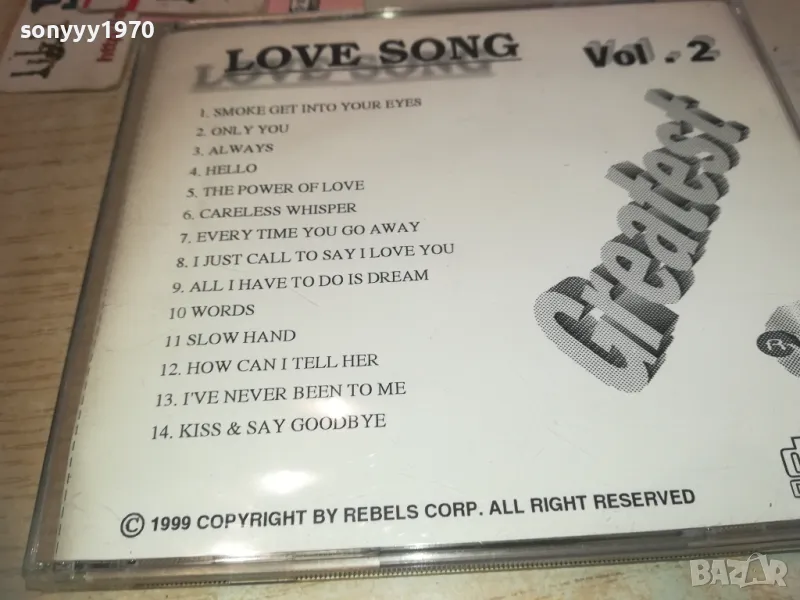 sonyyy1970
LOVE SONG
Vol . 2
1. SMOKE GET INTO YOUR EYES
2. ONLY YOU
3. ALWAYS
4. HELLO
5. THE POWER OF LOVE
6. CARELESS WHISPER
7. EVERY TIME YOU GO AWAY
8. I JUST CALL TO SAY I LOVE YOU
9. ALL I HAVE TO DO IS DREAM
10 WORDS
11 SLOW HAND
12. HOW CAN I TELL HER
13. I'VE NEVER BEEN TO ME
14. KISS & SAY GOODBYE
Greatest
© 1999 COPYRIGHT BY REBELS CORP. ALL RIGHT RESERVED
BAZAR